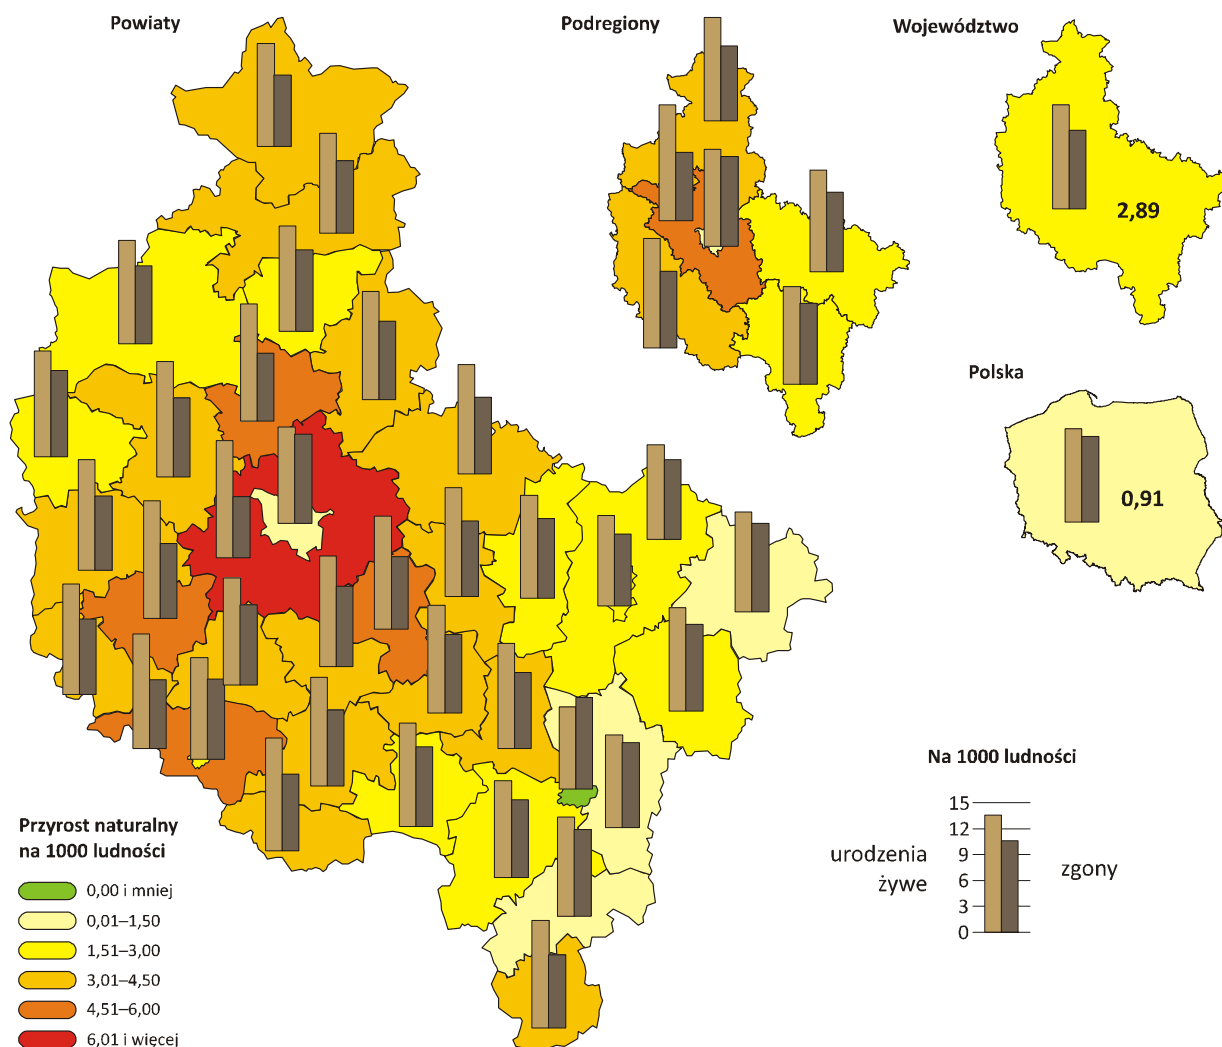 Powiaty
Podregiony
Województwo
2,89
Polska
0,91
Na 1000 ludności
15
12
9
6
3
0
urodzenia
żywe
zgony
Przyrost naturalny
na 1000 ludności
0,00 i mniej
0,01–1,50
1,51–3,00
3,01–4,50
4,51–6,00
6,01 i więcej